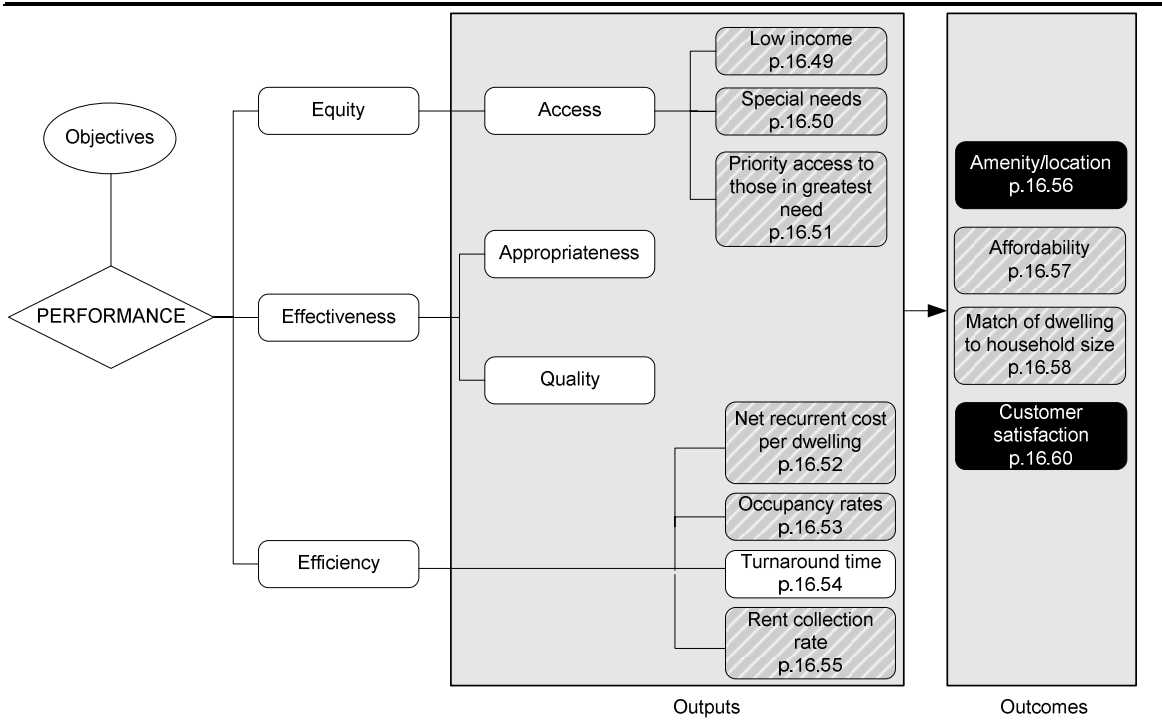 Objectives
PERFORMANCE
Equity
Effectiveness
Efficiency
Access
Appropriateness
Quality
Low income
p.16.49
Special needs
p.16.50
Priority access to
those in greatest
need
p.16.51
Net recurrent cost
per dwelling
p.16.52
Occupancy rates
p.16.53
Turnaround time
p.16.54
Rent collection
rate
p.16.55
Outputs
Amenity/location
p.16.56
Affordability
p.16.57
Match of dwelling
to household size
p.16.58
Customer
satisfaction
p.16.60
Outcomes